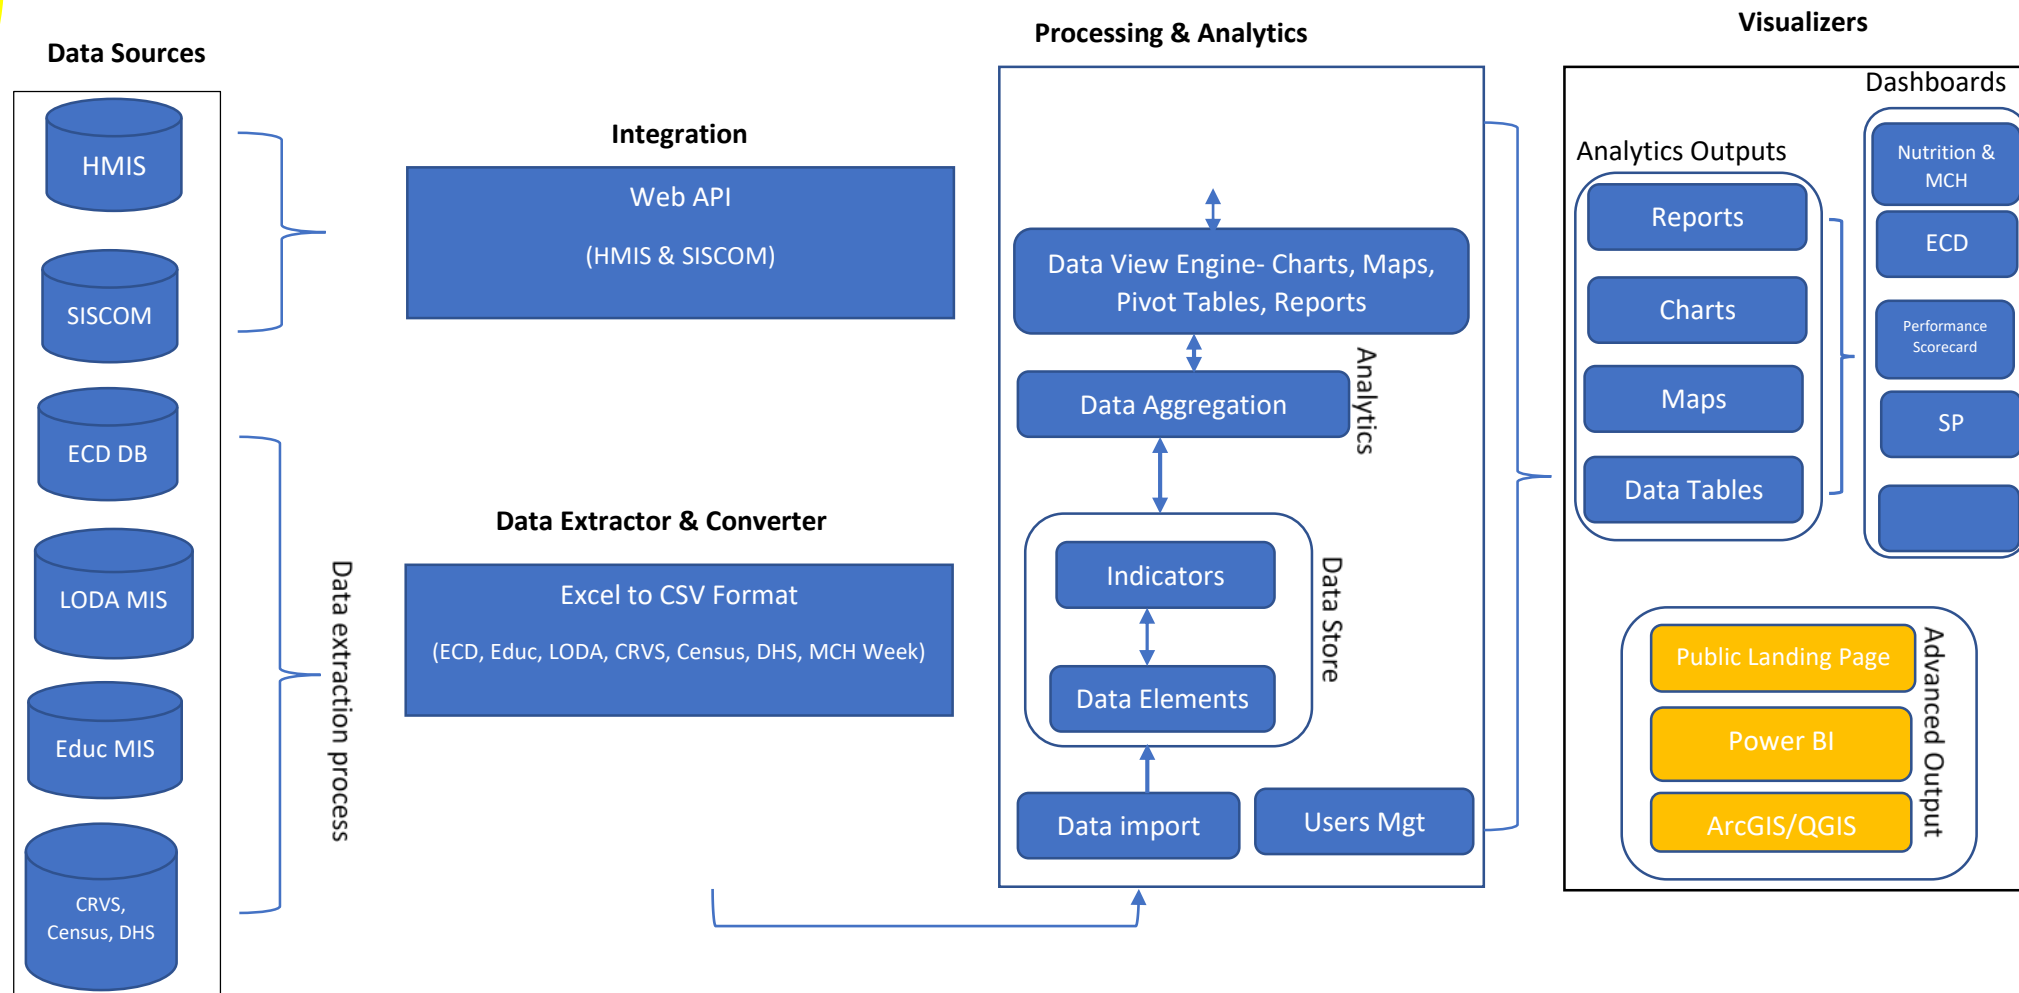 Data Sources
HMIS
SISCOM
ECD DB
LODA MIS
Educ MIS
CRVS,
Census, DHS
Data extraction process
Integration
Web API
(HMIS & SISCOM)
Data Extractor & Converter
Excel to CSV Format
(ECD, Educ, LODA, CRVS, Census, DHS, MCH Week)
Processing & Analytics
Data View Engine- Charts, Maps,
Pivot Tables, Reports
Data Aggregation
Analytics
Indicators
Data Elements
Data Store
Data import
Users Mgt
Visualizers
Analytics Outputs
Reports
Charts
Maps
Data Tables
Dashboards
Nutrition &
MCH
ECD
Performance
Scorecard
SP
Public Landing Page
Power BI
ArcGIS/QGIS
Advanced Output